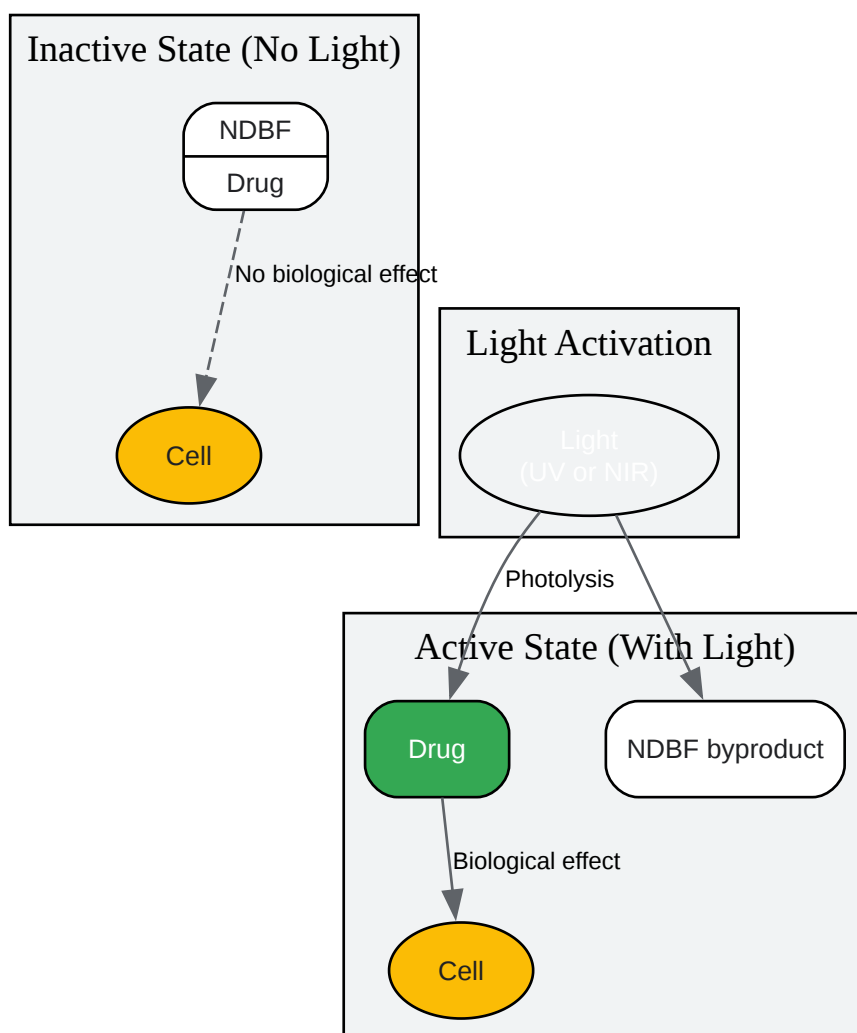 Inactive State (No Light)
NDBF
Drug
No biological effect
Cell
Light Activation
Light
(UV or NIR)
Photolysis
Active State (With Light)
Drug
NDBF byproduct
Biological effect
Cell